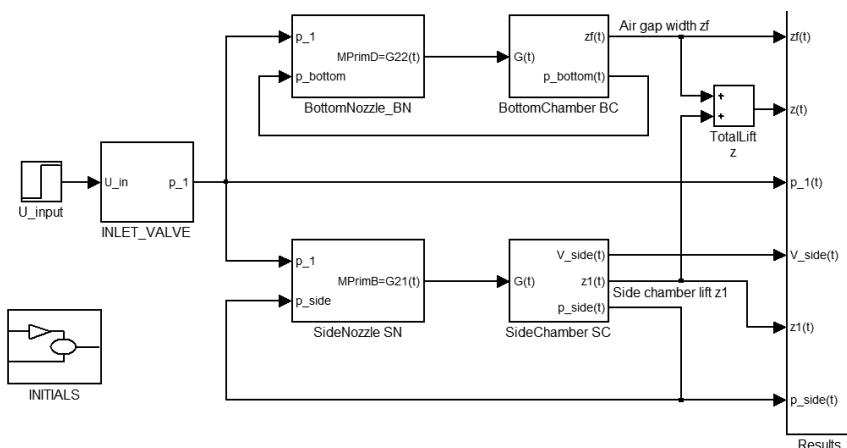 Air gap width zf
p_1
MPrimD=G22(t)
p_bottom
BottomNozzle_BN
zf(t)
G(t)
p_bottom(t)
BottomChamber BC
+
+
TotalLift
z
zf(t)
z(t)
p_1(t)
V_side(t)
z1(t)
p_side(t)
Results
U_input
U_in
p_1
INLET_VALVE
p_1
MPrimB=G21(t)
p_side
SideNozzle SN
V_side(t)
G(t)
z1(t)
p_side(t)
SideChamber SC
Side chamber lift z1
INITIALS